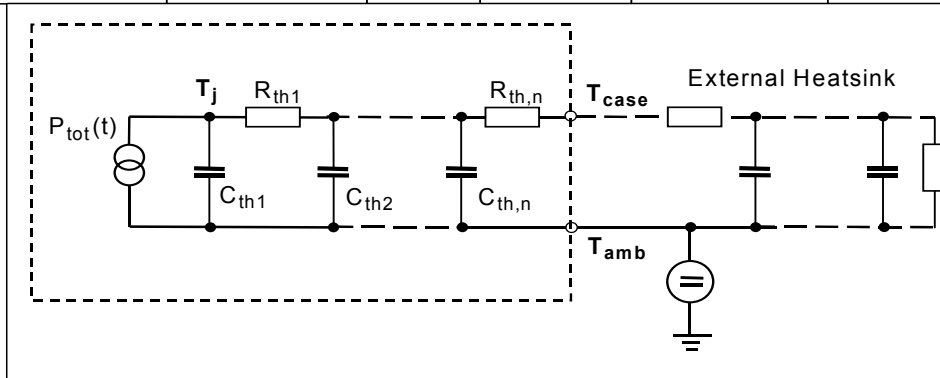 External Heatsink
T_j
R_th1
R_th,n
T_case
P_tot(t)
C_th1
C_th2
C_th,n
T_amb